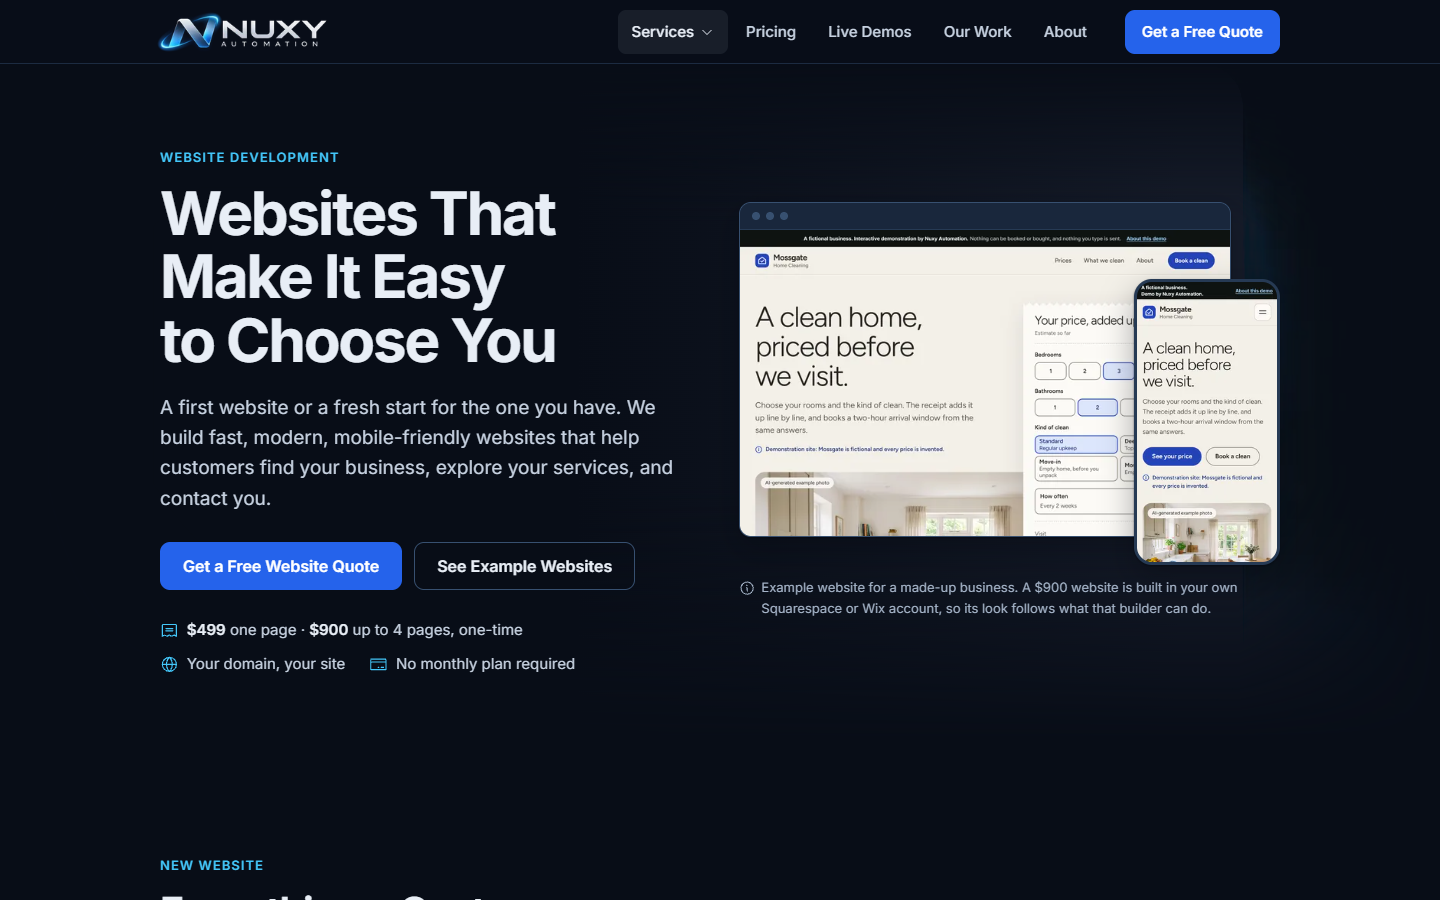 NUXY
AUTOMATION
Services
Pricing
Live Demos
Our Work
About
Get a Free Quote
WEBSITE DEVELOPMENT
Websites That
Make It Easy
to Choose You
A first website or a fresh start for the one you have. We
build fast, modern, mobile-friendly websites that help
customers find your business, explore your services, and
contact you.
Get a Free Website Quote
See Example Websites
$499 one page · $900 up to 4 pages, one-time
Your domain, your site
No monthly plan required
A fictional business. Interactive demonstration by Nuxy Automation. Nothing can be booked or bought, and nothing you type is sent. About this demo
Mossgate
Home Cleaning
Prices
What we clean
About
Book a clean
A clean home,
priced before
we visit.
Choose your rooms and the kind of clean. The receipt adds it
up line by line, and books a two-hour arrival window from the
same answers.
Demonstration site: Mossgate is fictional and every price is invented.
AI-generated example photo
Your price, added u
Estimate so far
Bedrooms
1
2
3
Bathrooms
1
2
Kind of clean
Standard
Regular upkeep
Move-in
Empty home, before you
unpack
How often
Every 2 weeks
Visit
A fictional business.
Demo by Nuxy Automation.
About this demo
Mossgate
Home Cleaning
A clean home,
priced before
we visit.
Choose your rooms and the kind of clean.
The receipt adds it up line by line, and
books a two-hour arrival window from the
same answers.
See your price
Book a clean
Demonstration site: Mossgate is fictional and
every price is invented.
AI-generated example photo
Example website for a made-up business. A $900 website is built in your own
Squarespace or Wix account, so its look follows what that builder can do.
NEW WEBSITE